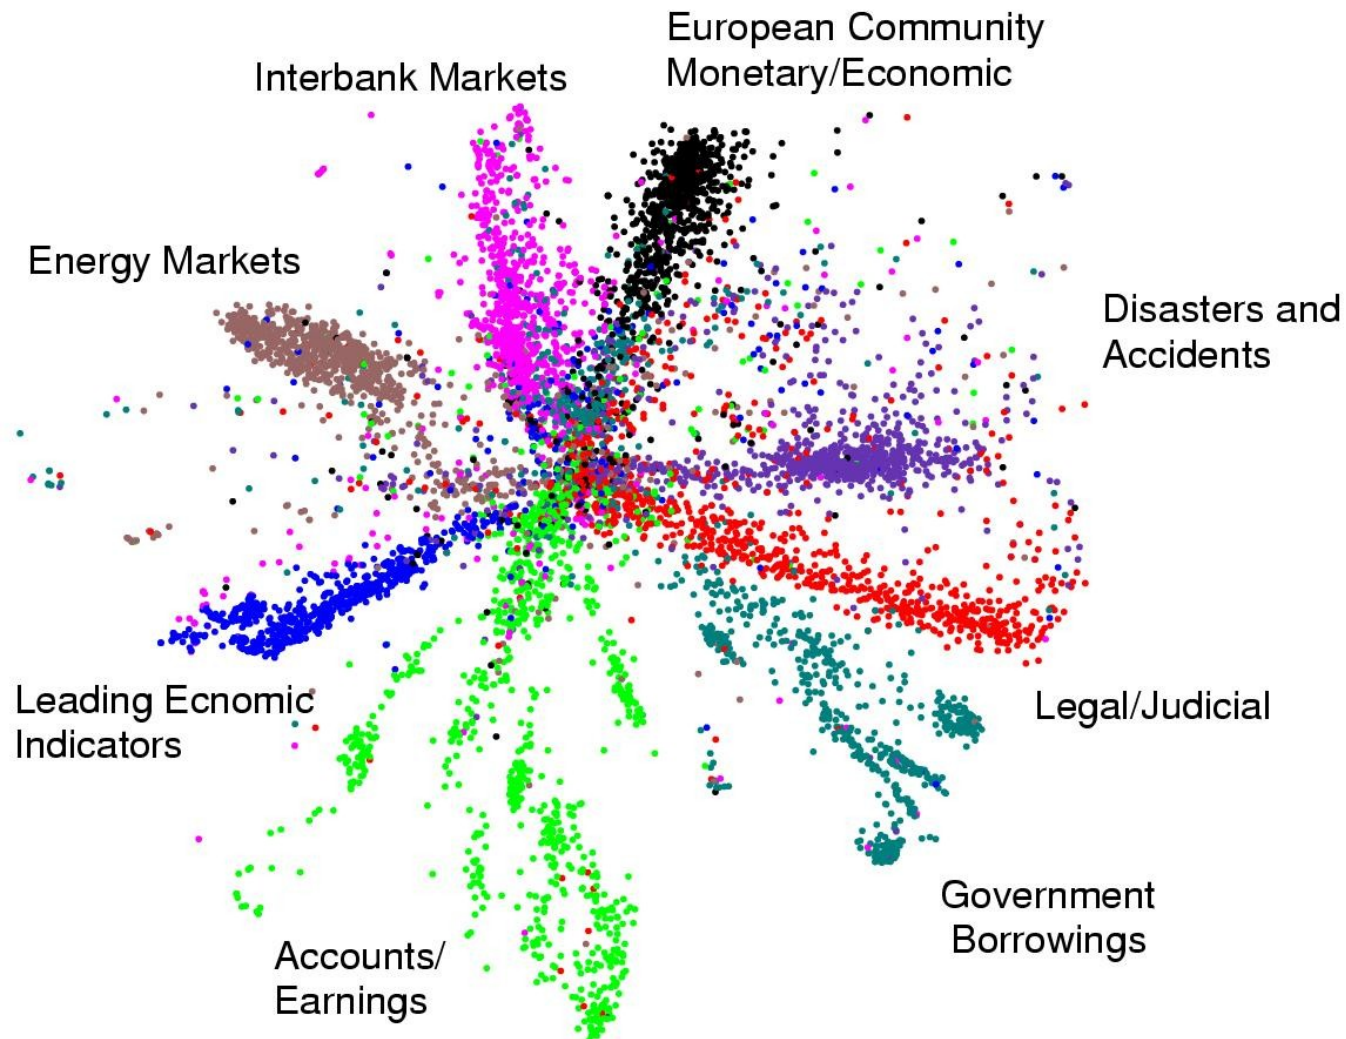 European Community
Monetary/Economic
Interbank Markets
Energy Markets
Disasters and
Accidents
Leading Ecnomic
Indicators
Legal/Judicial
Government
Borrowings
Accounts/
Earnings